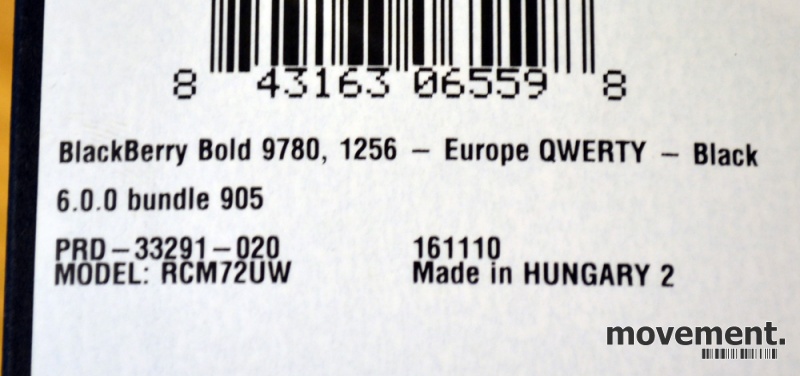 8 43163 06559 8
BlackBerry Bold 9780, 1256 – Europe QWERTY – Black
6.0.0 bundle 905
PRD–33291–020 161110
MODEL: RCM72UW Made in HUNGARY 2
movement.